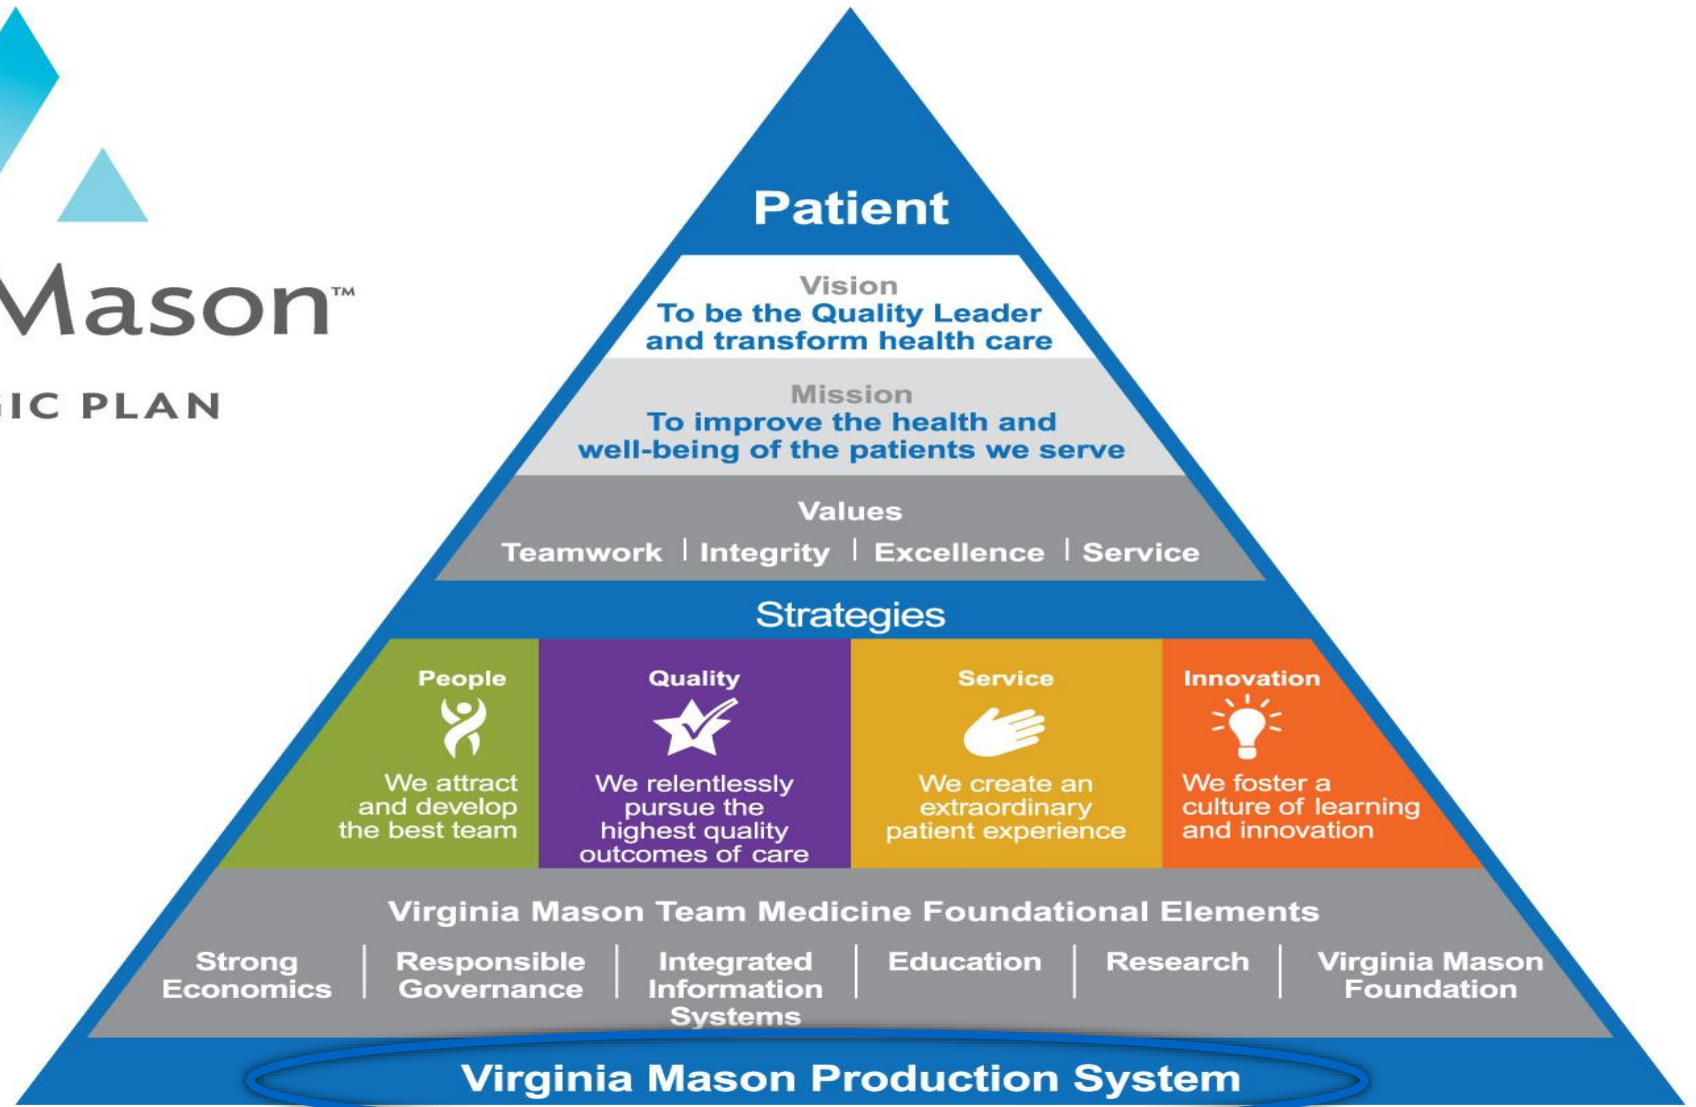 Mason™
IC PLAN
Patient
Vision
To be the Quality Leader
and transform health care
Mission
To improve the health and
well-being of the patients we serve
Values
Teamwork | Integrity | Excellence | Service
Strategies
People
We attract
and develop
the best team
Quality
We relentlessly
pursue the
highest quality
outcomes of care
Service
We create an
extraordinary
patient experience
Innovation
We foster a
culture of learning
and innovation
Virginia Mason Team Medicine Foundational Elements
Strong
Economics
Responsible
Governance
Integrated
Information
Systems
Education
Research
Virginia Mason
Foundation
Virginia Mason Production System